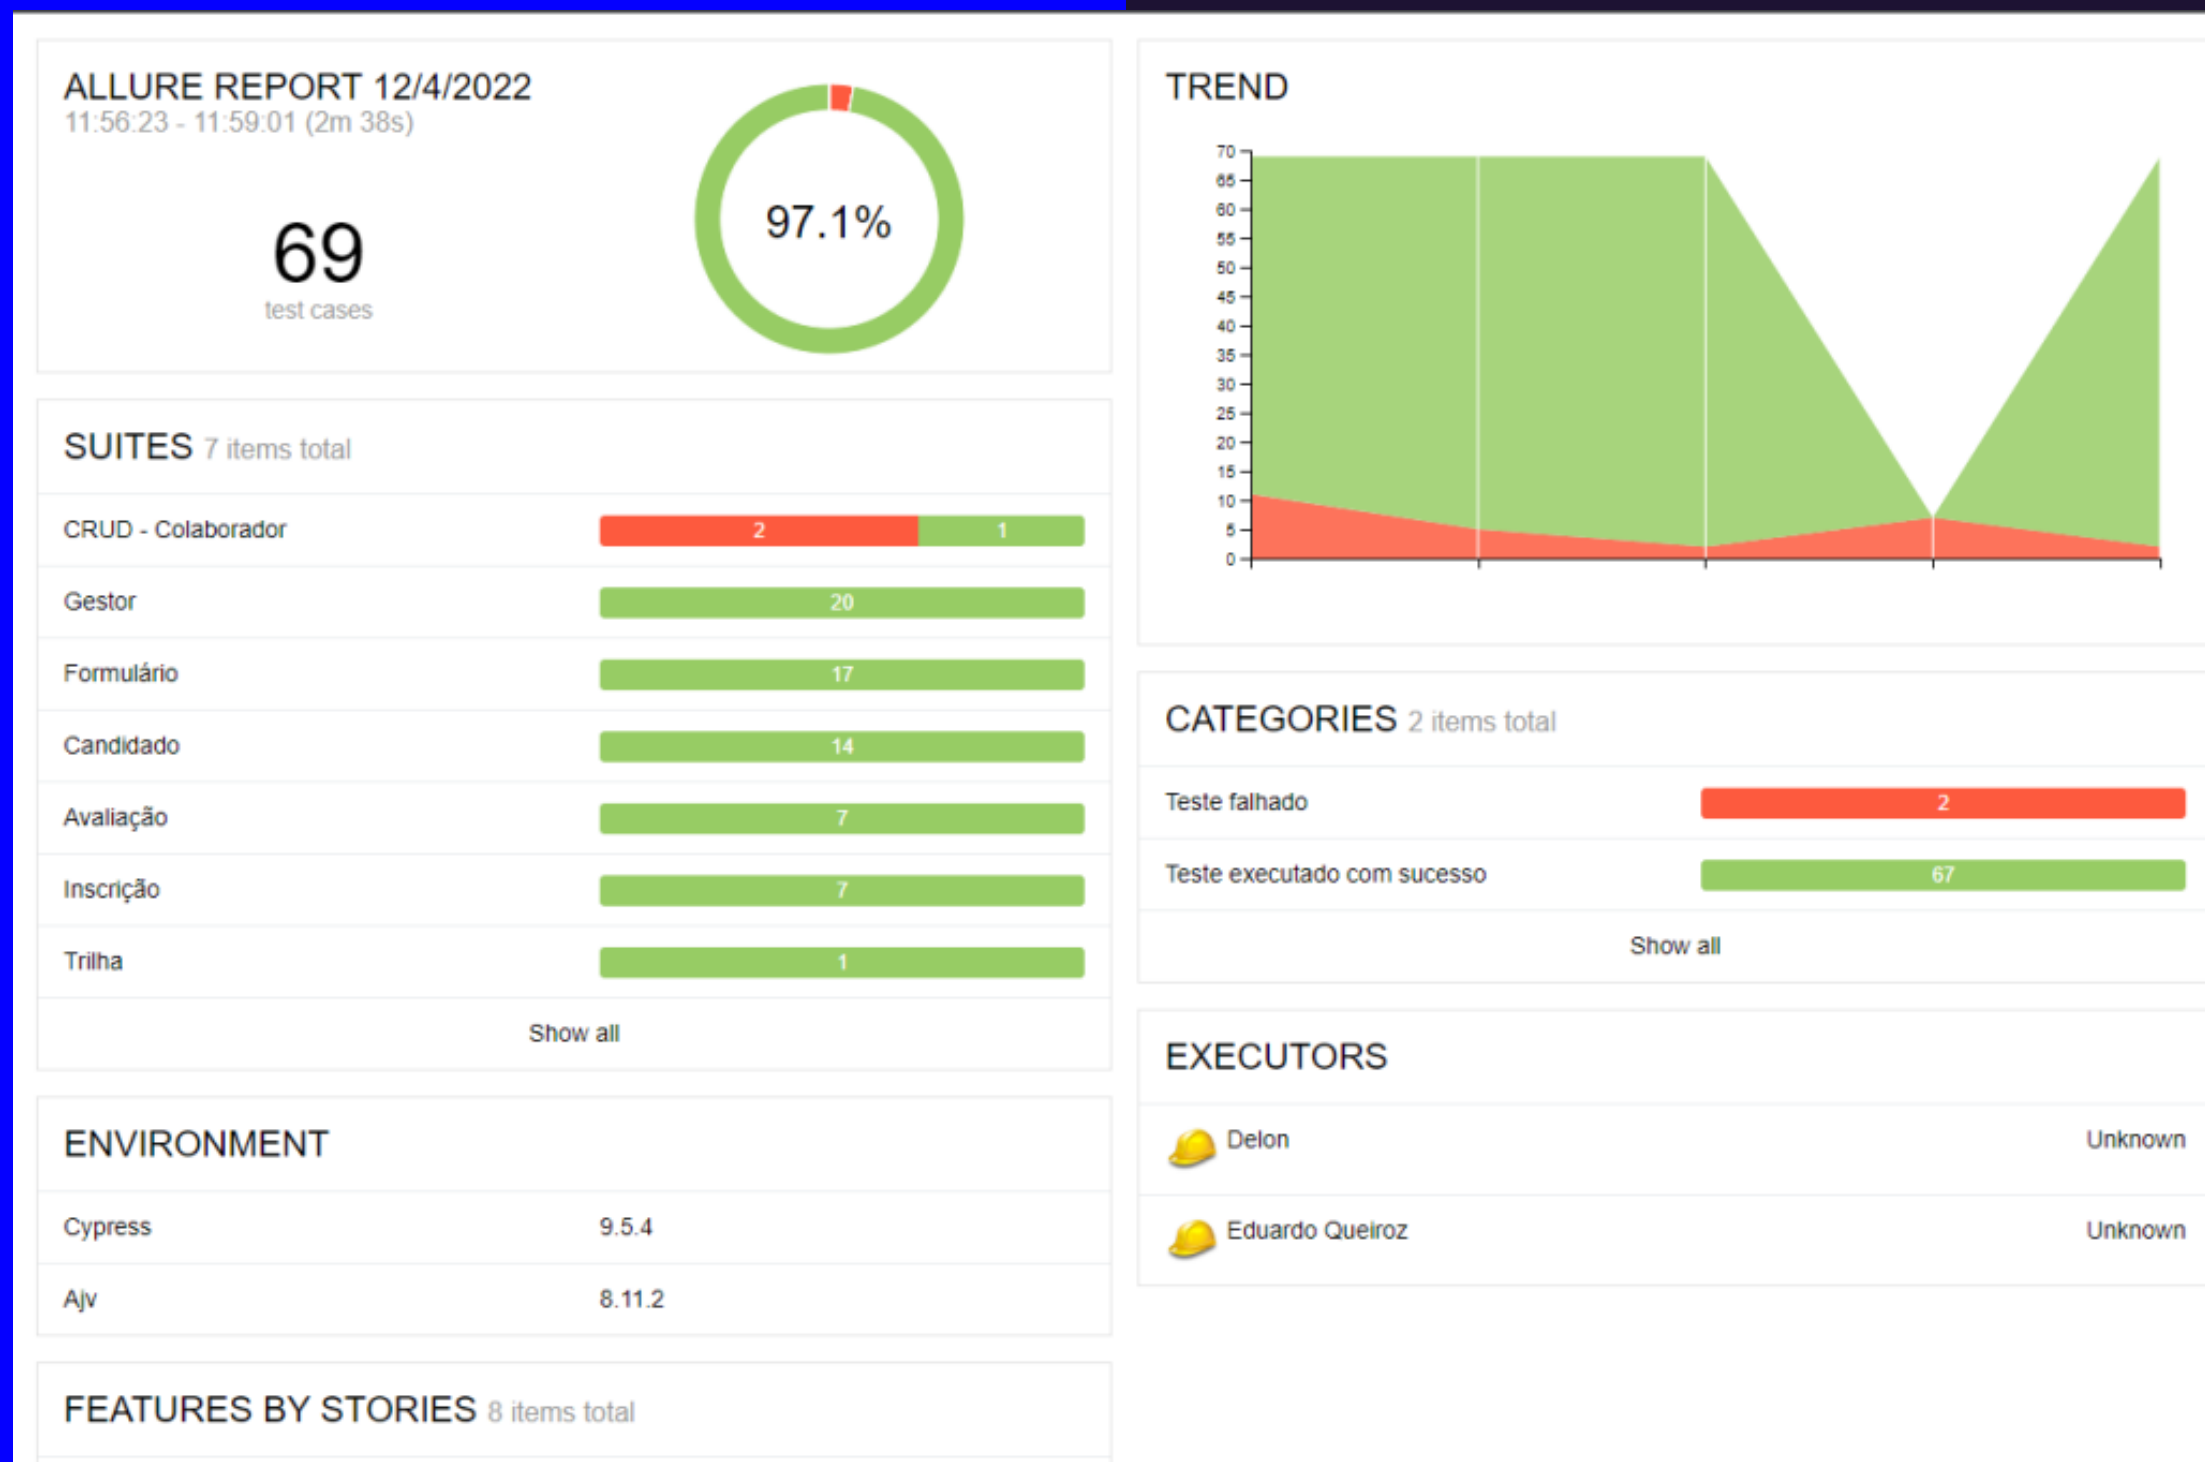 ALLURE REPORT 12/4/2022
11:56:23 - 11:59:01 (2m 38s)
69
test cases
97.1%
SUITES 7 items total
CRUD - Colaborador 2 1
Gestor 20
Formulário 17
Candidado 14
Avaliação 7
Inscrição 7
Trilha 1
Show all
ENVIRONMENT
Cypress 9.5.4
Ajv 8.11.2
FEATURES BY STORIES 8 items total
TREND
70
65
60
55
50
45
40
35
30
25
20
15
10
5
0
CATEGORIES 2 items total
Teste falhado 2
Teste executado com sucesso 67
Show all
EXECUTORS
Delon Unknown
Eduardo Queiroz Unknown